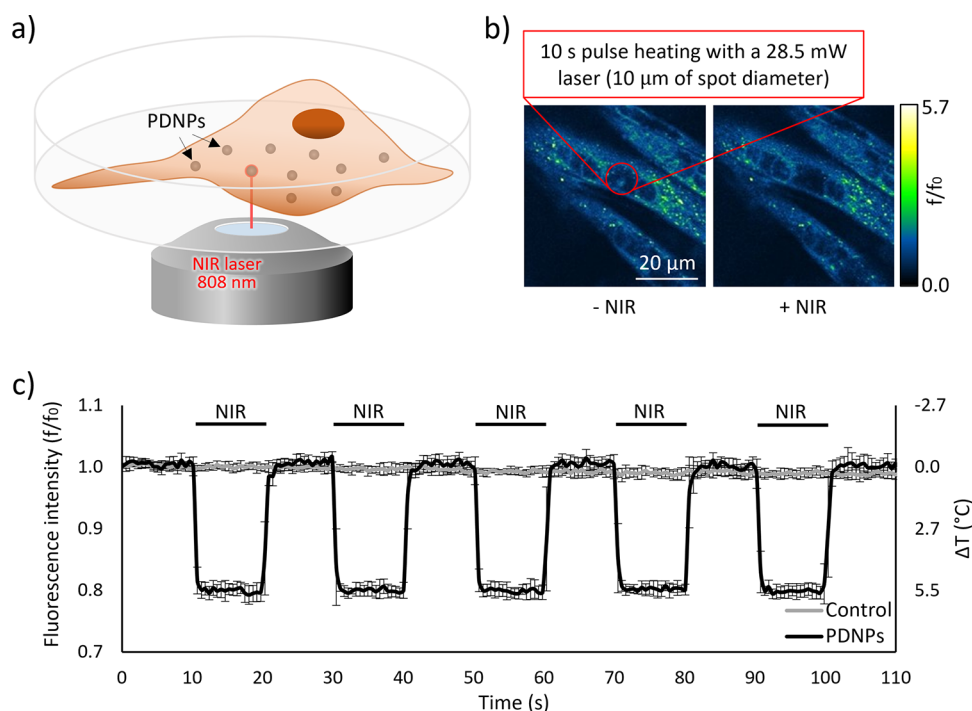 a)
PDNPs
NIR laser
808 nm
b)
10 s pulse heating with a 28.5 mW
laser (10 µm of spot diameter)
5.7
f/f₀
0.0
20 µm
- NIR
+ NIR
c)
Fluorescence intensity (f/f₀)
1.1
1.0
0.9
0.8
0.7
NIR
NIR
NIR
NIR
NIR
-2.7
0.0
2.7
5.5
ΔT (°C)
Control
PDNPs
0
10
20
30
40
50
60
70
80
90
100
110
Time (s)